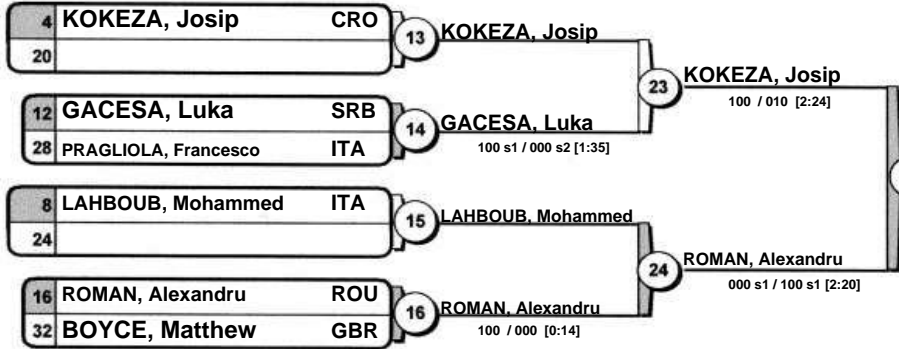 4 KOKEZA, Josip CRO
20
13 KOKEZA, Josip
12 GACESA, Luka SRB
28 PRAGLIOLA, Francesco ITA
14 GACESA, Luka
100 s1 / 000 s2 [1:35]
23 KOKEZA, Josip
100 / 010 [2:24]
8 LAHBOUB, Mohammed ITA
24
15 LAHBOUB, Mohammed
16 ROMAN, Alexandru ROU
32 BOYCE, Matthew GBR
16 ROMAN, Alexandru
100 / 000 [0:14]
24 ROMAN, Alexandru
000 s1 / 100 s1 [2:20]